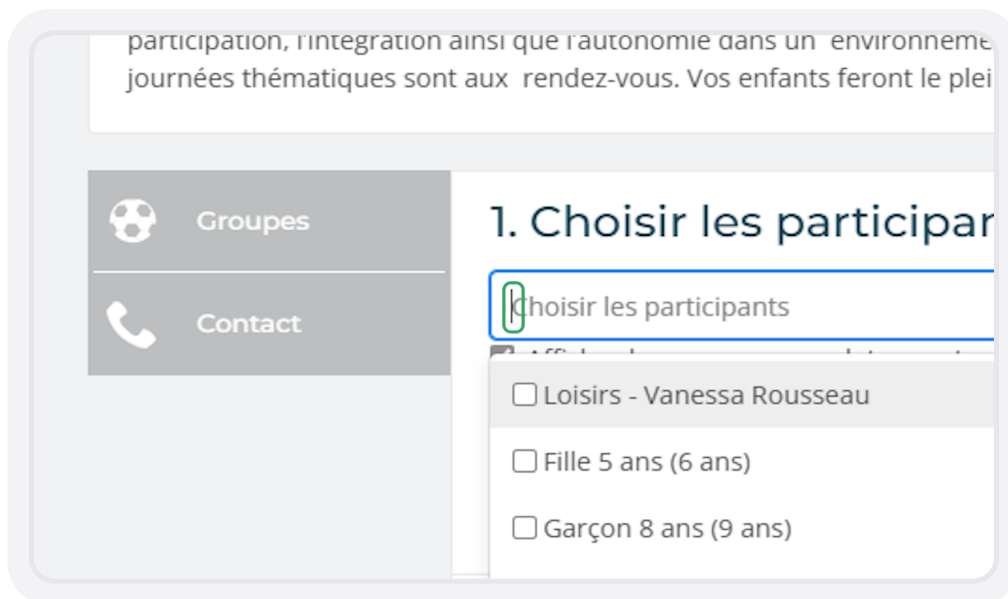 participation, l'intégration ainsi que l'autonomie dans un environneme
journées thématiques sont aux rendez-vous. Vos enfants feront le plei
Groupes
Contact
1. Choisir les participan
Choisir les participants
Loisirs - Vanessa Rousseau
Fille 5 ans (6 ans)
Garçon 8 ans (9 ans)